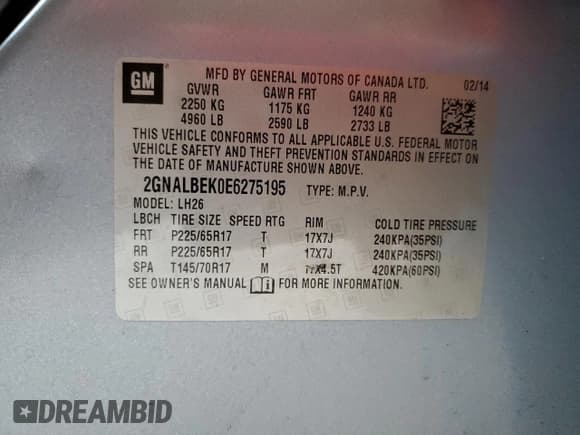 GM MFD BY GENERAL MOTORS OF CANADA LTD. 02/14
GVWR GAWR FRT GAWR RR
2250 KG 1175 KG 1240 KG
4960 LB 2590 LB 2733 LB
THIS VEHICLE CONFORMS TO ALL APPLICABLE U.S. FEDERAL MOTOR
VEHICLE SAFETY AND THEFT PREVENTION STANDARDS IN EFFECT ON
THE DATE OF MANUFACTURE SHOWN ABOVE.
2GNALBEK0E6275195 TYPE: M.P.V.
MODEL: LH26
LBCH TIRE SIZE SPEED RTG RIM COLD TIRE PRESSURE
FRT P225/65R17 T 17X7J 240KPA(35PSI)
RR P225/65R17 T 17X7J 240KPA(35PSI)
SPA T145/70R17 M 17X4.5T 420KPA(60PSI)
SEE OWNER'S MANUAL FOR MORE INFORMATION.
DREAMBID